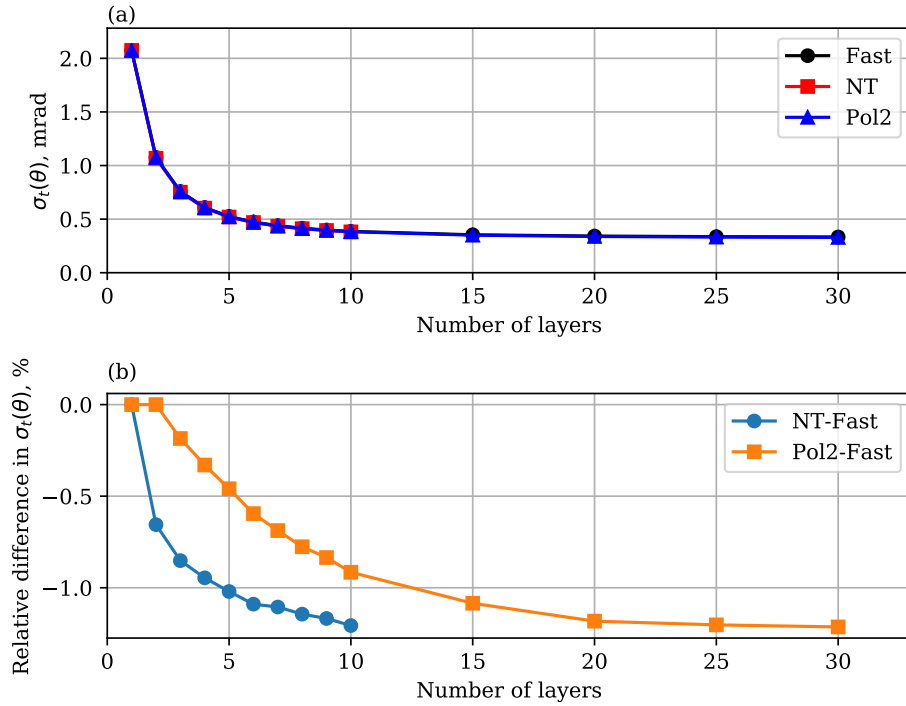 (a)
2.0
1.5
1.0
0.5
0.0
σt(θ), mrad
Fast
NT
Pol2
0 5 10 15 20 25 30
Number of layers
(b)
0.0
−0.5
−1.0
Relative difference in σt(θ), %
NT-Fast
Pol2-Fast
0 5 10 15 20 25 30
Number of layers